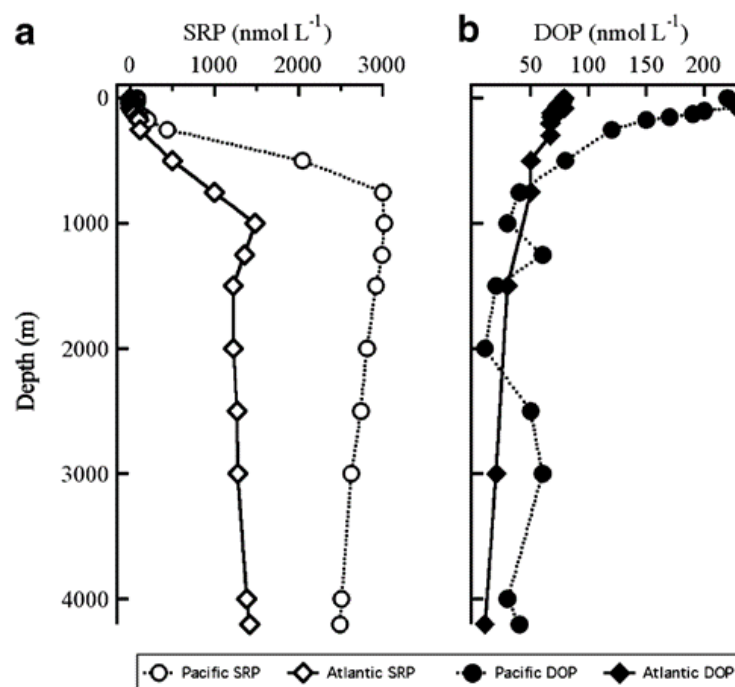 a SRP (nmol L⁻¹) b DOP (nmol L⁻¹)
0 1000 2000 3000 50 100 150 200
0
1000
2000
3000
4000
Depth (m)
Pacific SRP Atlantic SRP Pacific DOP Atlantic DOP